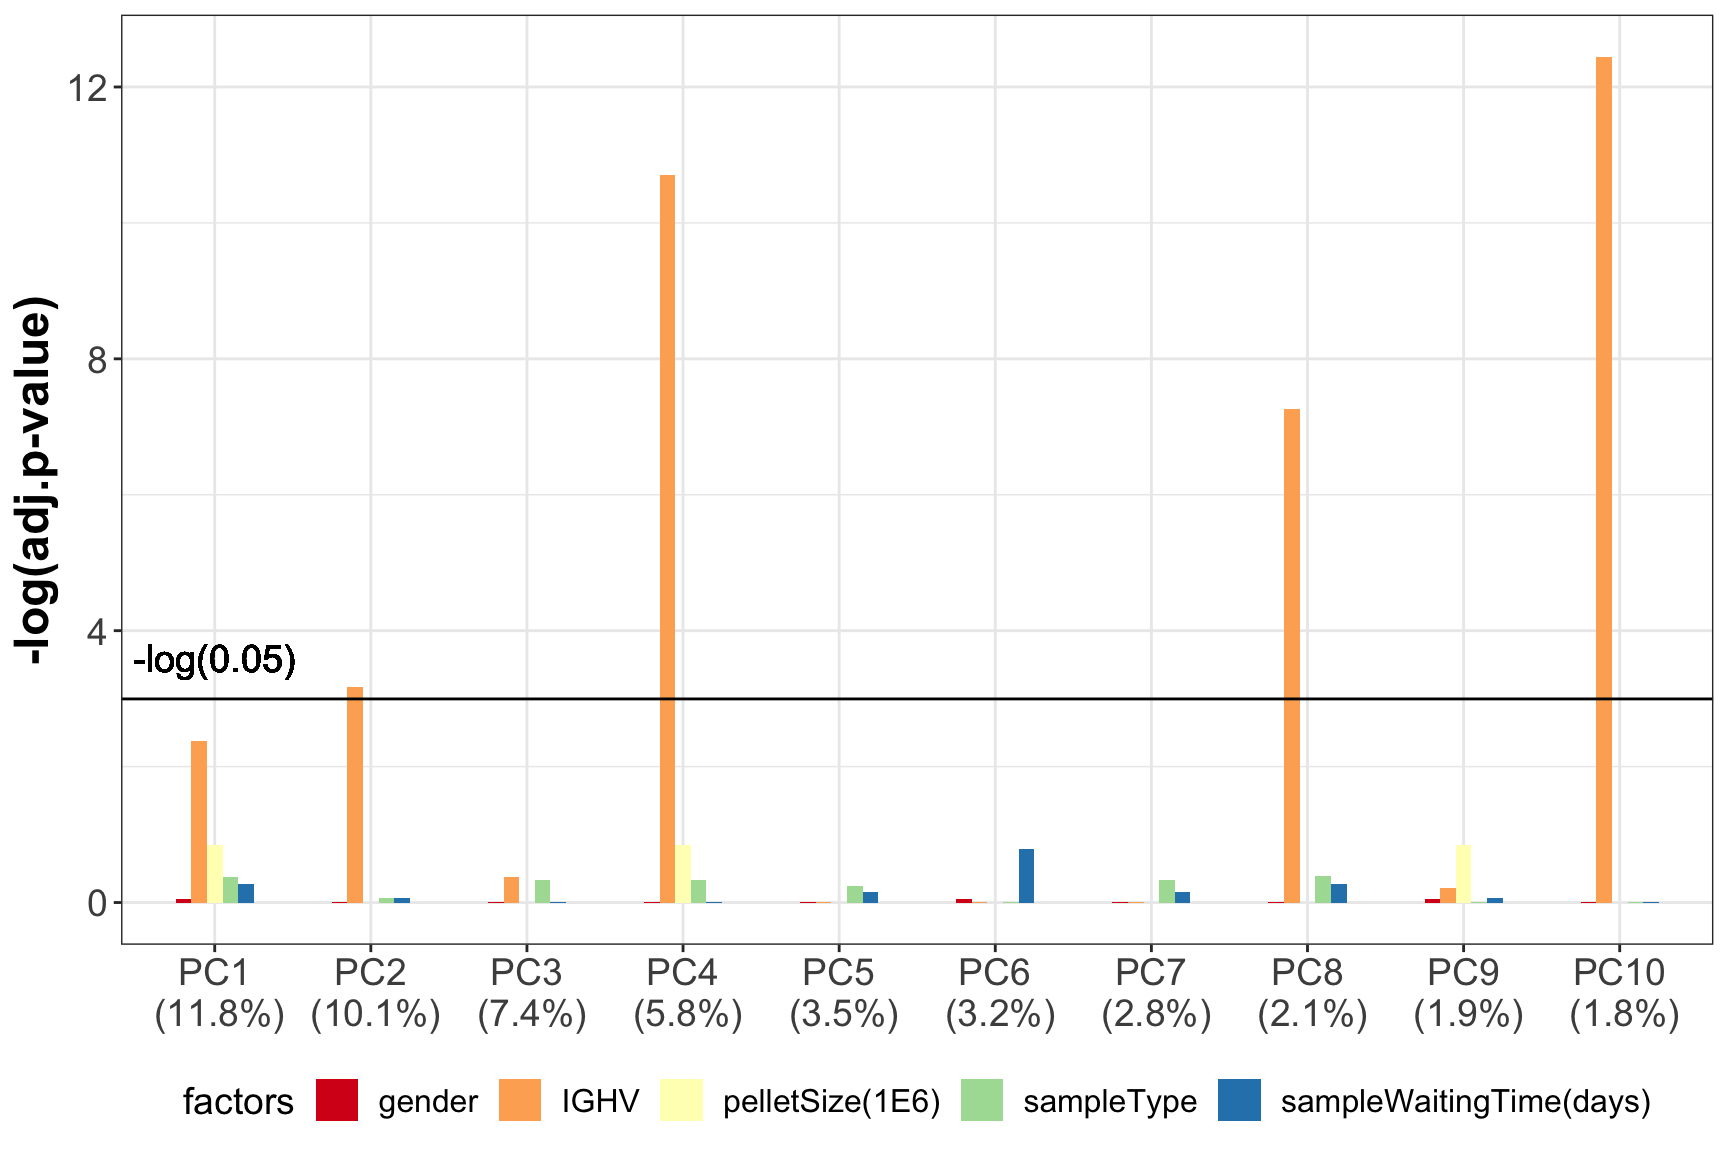 -log(adj.p-value)
12
8
4
0
-log(0.05)
PC1 PC2 PC3 PC4 PC5 PC6 PC7 PC8 PC9 PC10
(11.8%) (10.1%) (7.4%) (5.8%) (3.5%) (3.2%) (2.8%) (2.1%) (1.9%) (1.8%)
factors gender IGHV pelletSize(1E6) sampleType sampleWaitingTime(days)